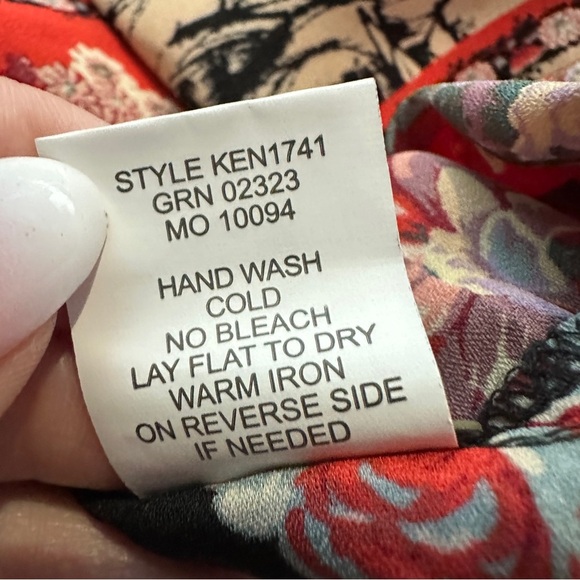 STYLE KEN1741
GRN 02323
MO 10094
HAND WASH
COLD
NO BLEACH
LAY FLAT TO DRY
WARM IRON
ON REVERSE SIDE
IF NEEDED